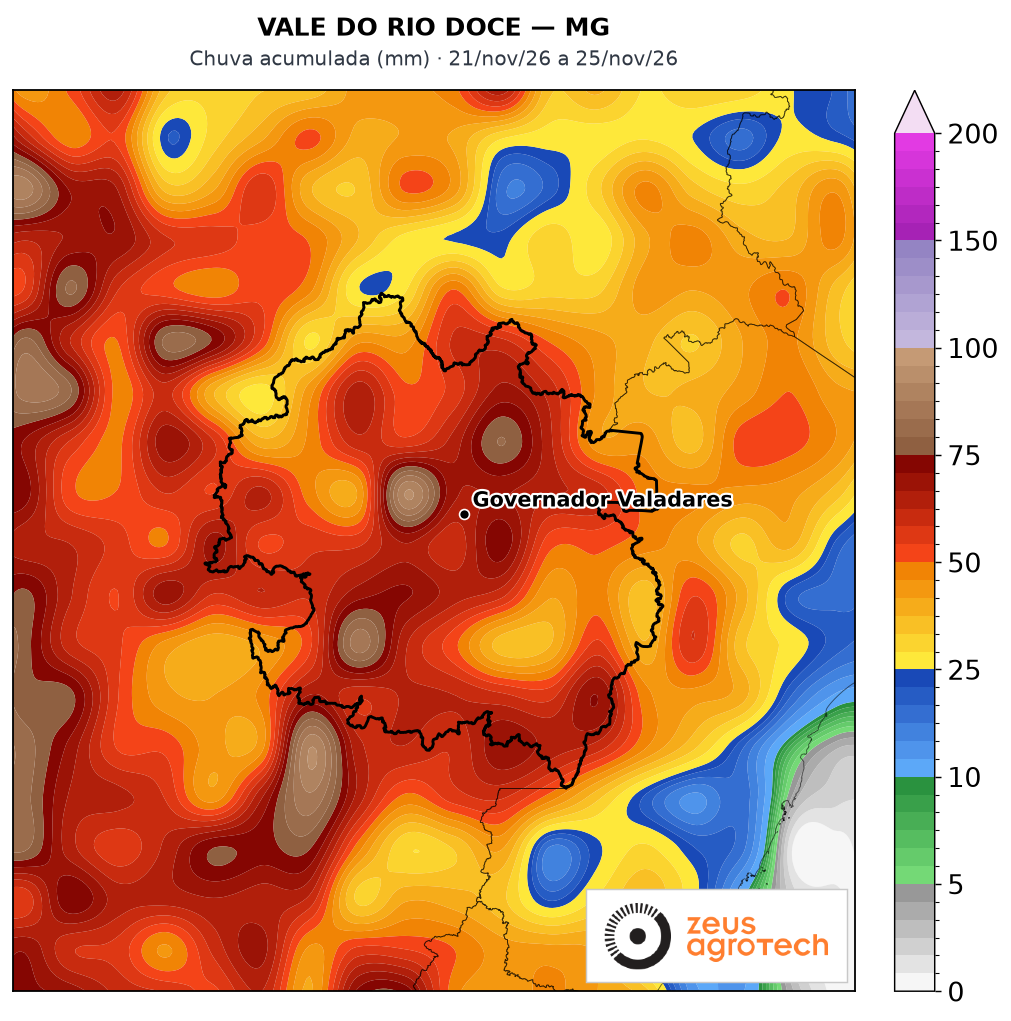 VALE DO RIO DOCE — MG
Chuva acumulada (mm) · 21/nov/26 a 25/nov/26
200
150
100
75
50
25
10
5
0
Governador Valadares
zeus
agrotech